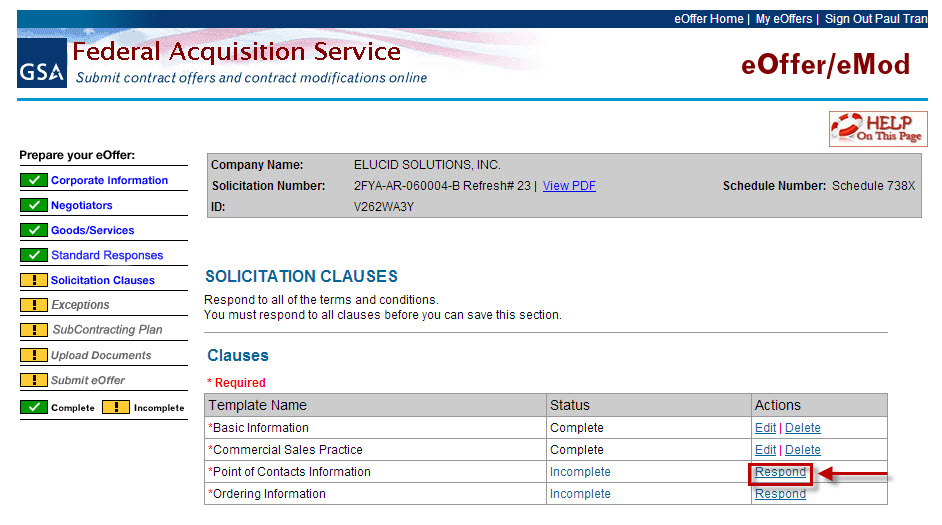 eOffer Home | My eOffers | Sign Out Paul Tran
GSA
Federal Acquisition Service
Submit contract offers and contract modifications online
eOffer/eMod
HELP
On This Page
Prepare your eOffer:
Corporate Information
Negotiators
Goods/Services
Standard Responses
Solicitation Clauses
Exceptions
SubContracting Plan
Upload Documents
Submit eOffer
Complete Incomplete
Company Name: ELUCID SOLUTIONS, INC.
Solicitation Number: 2FYA-AR-060004-B Refresh# 23 | View PDF Schedule Number: Schedule 738X
ID: V262WA3Y
SOLICITATION CLAUSES
Respond to all of the terms and conditions.
You must respond to all clauses before you can save this section.
Clauses
* Required
Template Name Status Actions
*Basic Information Complete Edit | Delete
*Commercial Sales Practice Complete Edit | Delete
*Point of Contacts Information Incomplete Respond
*Ordering Information Incomplete Respond